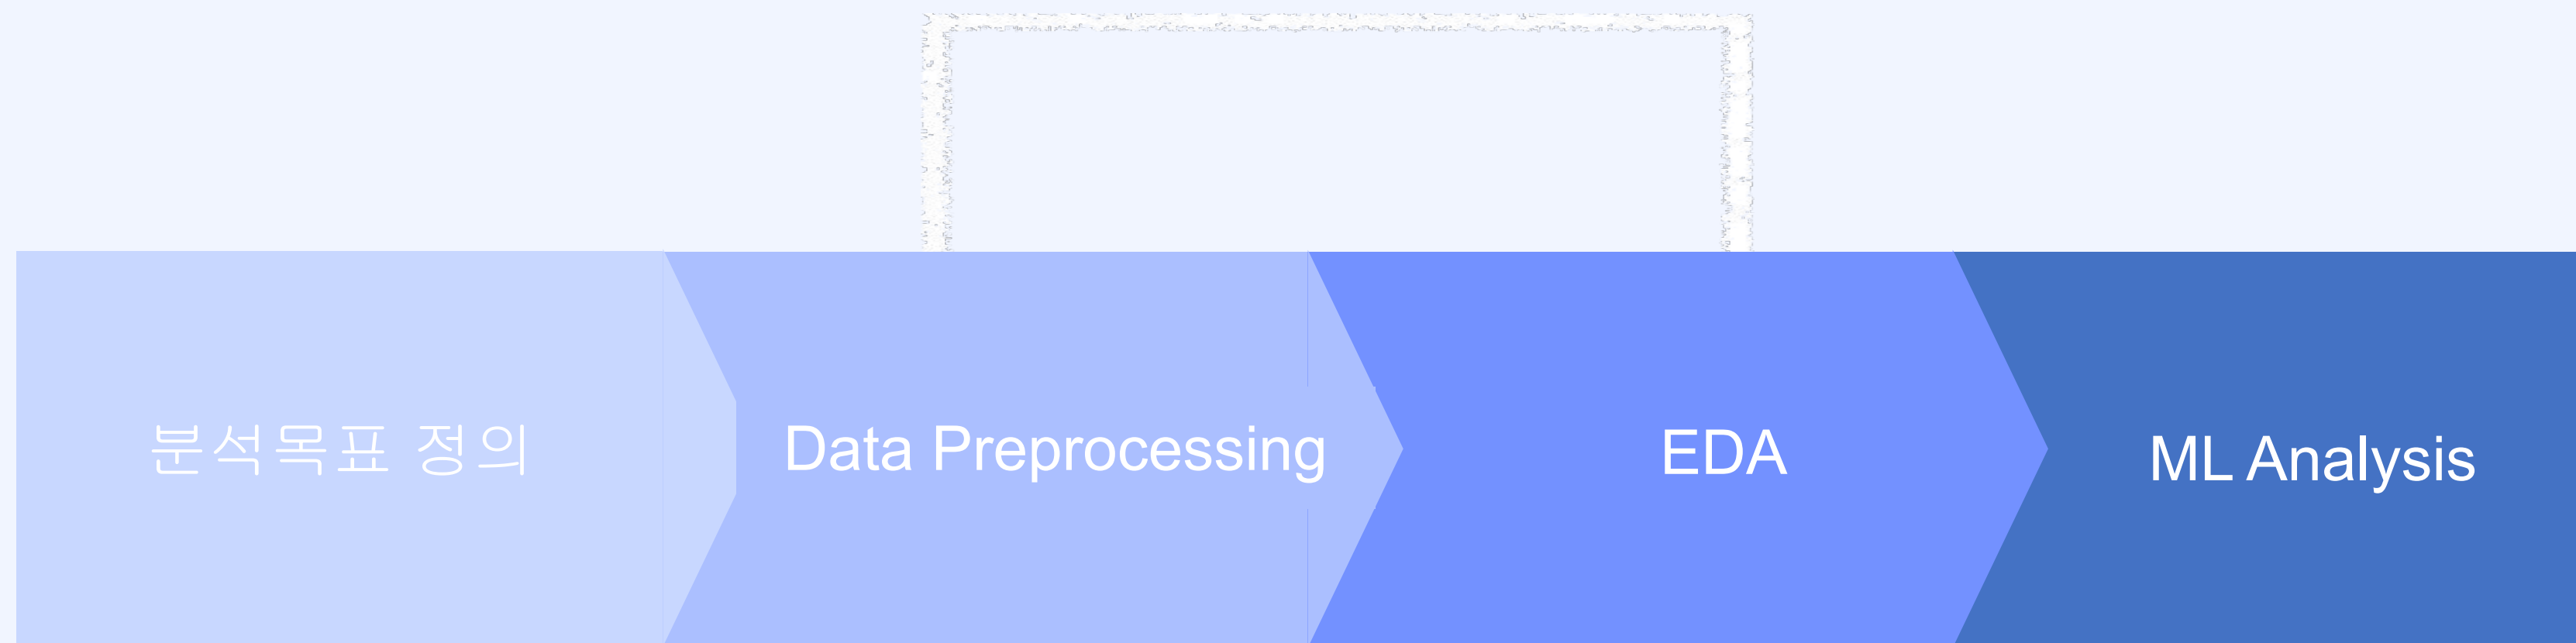 분석목표 정의
Data Preprocessing
EDA
ML Analysis